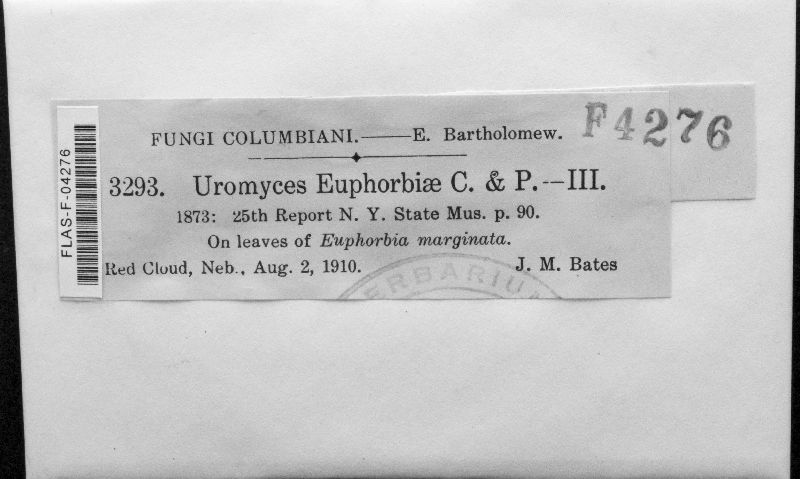 FUNGI COLUMBIANI.——E. Bartholomew.
F4276
3293. Uromyces Euphorbiæ C. & P.—III.
1873: 25th Report N. Y. State Mus. p. 90.
On leaves of Euphorbia marginata.
Red Cloud, Neb., Aug. 2, 1910. J. M. Bates
ERBARIUM
FLAS-F-04276